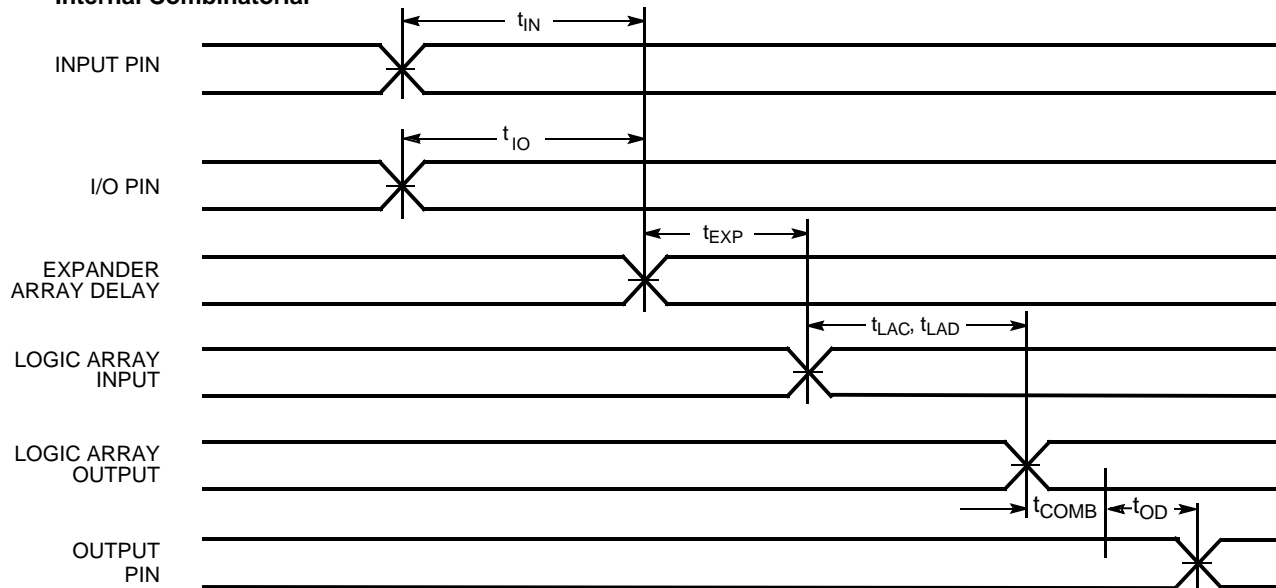 Internal Combinatorial
tIN
INPUT PIN
tIO
I/O PIN
tEXP
EXPANDER
ARRAY DELAY
tLAC, tLAD
LOGIC ARRAY
INPUT
LOGIC ARRAY
OUTPUT
tCOMB
tOD
OUTPUT
PIN